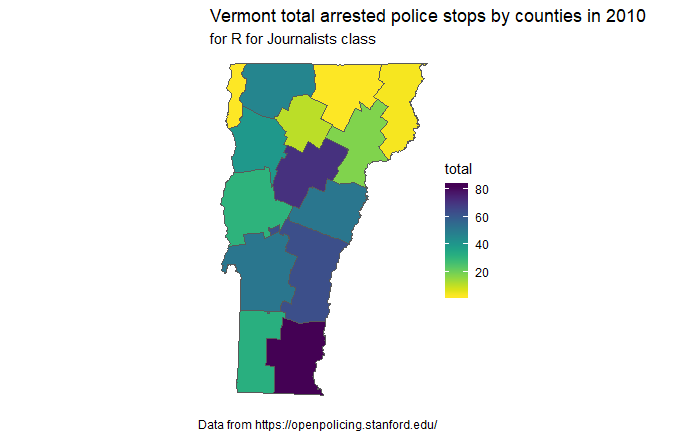 Vermont total arrested police stops by counties in 2010
for R for Journalists class
total
80
60
40
20
Data from https://openpolicing.stanford.edu/